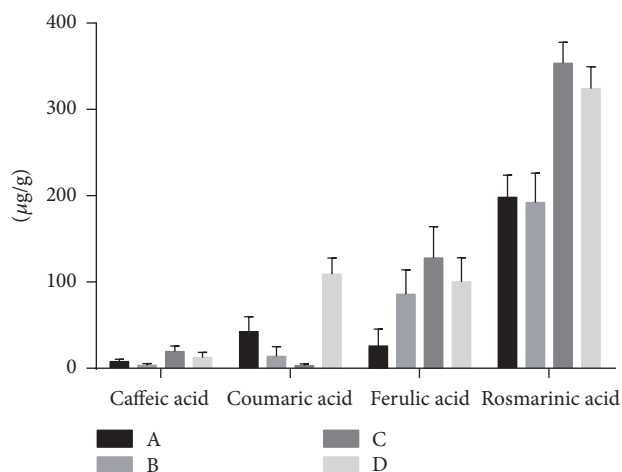 400
300
200
100
0
(µg/g)
Caffeic acid Coumaric acid Ferulic acid Rosmarinic acid
A C
B D